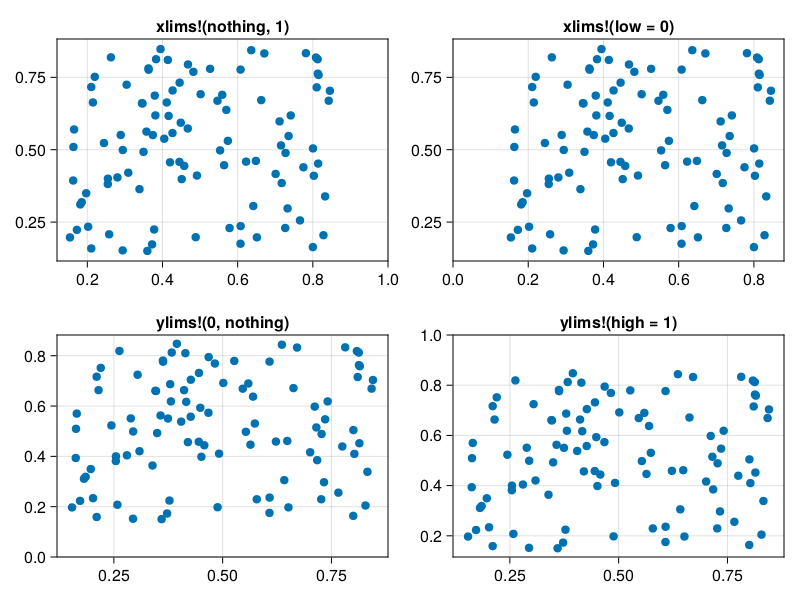 xlims!(nothing, 1)
0.75
0.50
0.25
0.2 0.4 0.6 0.8 1.0
xlims!(low = 0)
0.75
0.50
0.25
0.0 0.2 0.4 0.6 0.8
ylims!(0, nothing)
0.8
0.6
0.4
0.2
0.0
0.25 0.50 0.75
ylims!(high = 1)
1.0
0.8
0.6
0.4
0.2
0.25 0.50 0.75